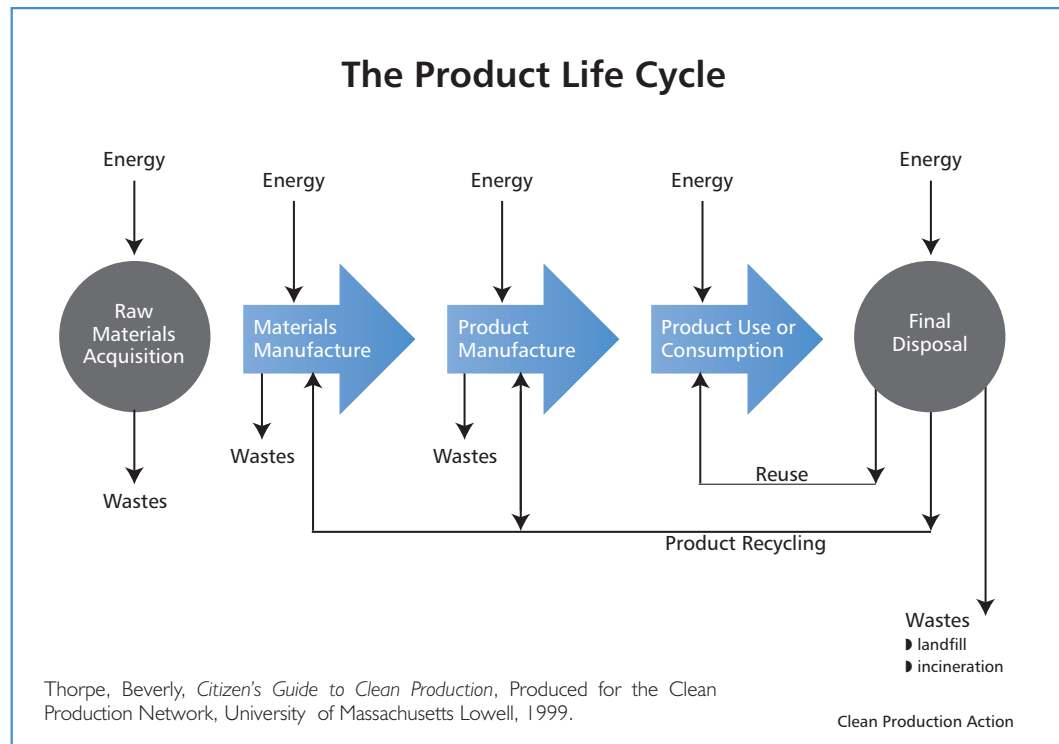 The Product Life Cycle
Energy
Energy
Energy
Energy
Energy
Raw
Materials
Acquisition
Materials
Manufacture
Product
Manufacture
Product Use or
Consumption
Final
Disposal
Wastes
Wastes
Wastes
Reuse
Product Recycling
Wastes
landfill
incineration
Thorpe, Beverly, Citizen's Guide to Clean Production, Produced for the Clean
Production Network, University of Massachusetts Lowell, 1999.
Clean Production Action